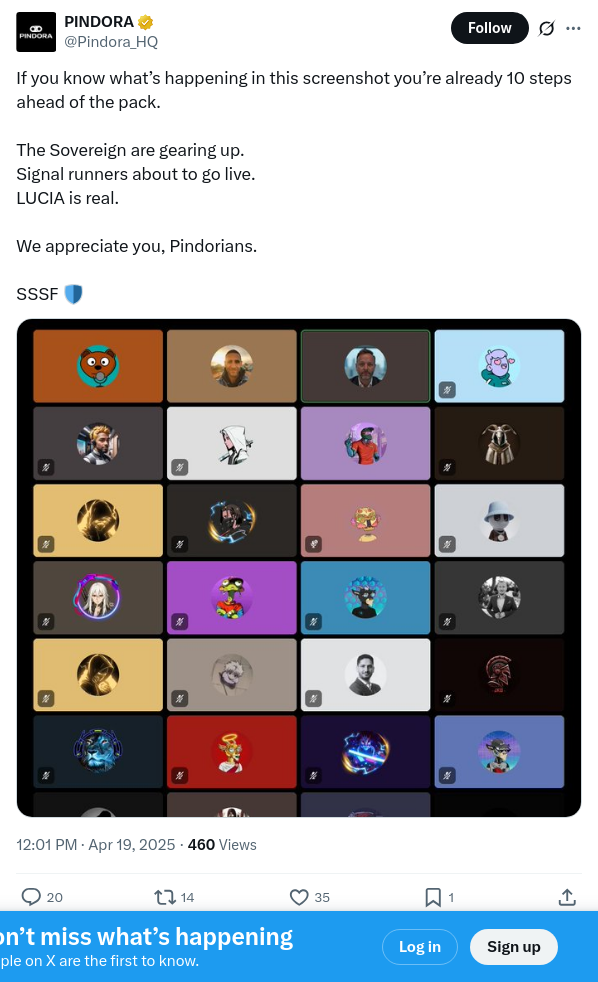 PINDORA
PINDORA
@Pindora_HQ
Follow
If you know what’s happening in this screenshot you’re already 10 steps
ahead of the pack.
The Sovereign are gearing up.
Signal runners about to go live.
LUCIA is real.
We appreciate you, Pindorians.
SSSF
12:01 PM · Apr 19, 2025 · 460 Views
20
14
35
1
on’t miss what’s happening
ple on X are the first to know.
Log in
Sign up